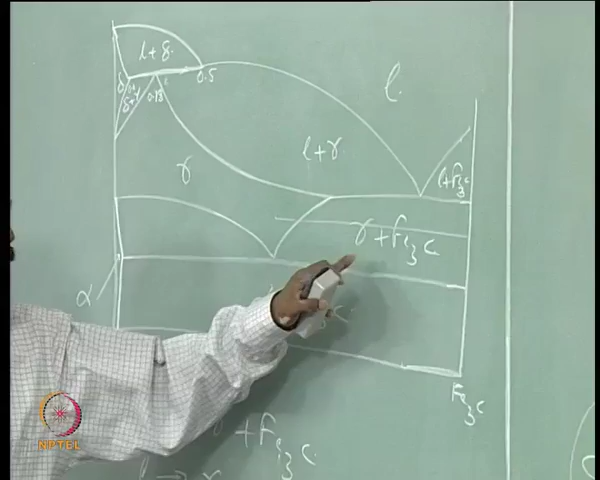 l+δ
δ
δ+γ
0.18
0.5
l
γ
l+γ
l+Fe3C
γ+Fe3C
α
Fe3C
γ+Fe3C
l → γ
NPTEL